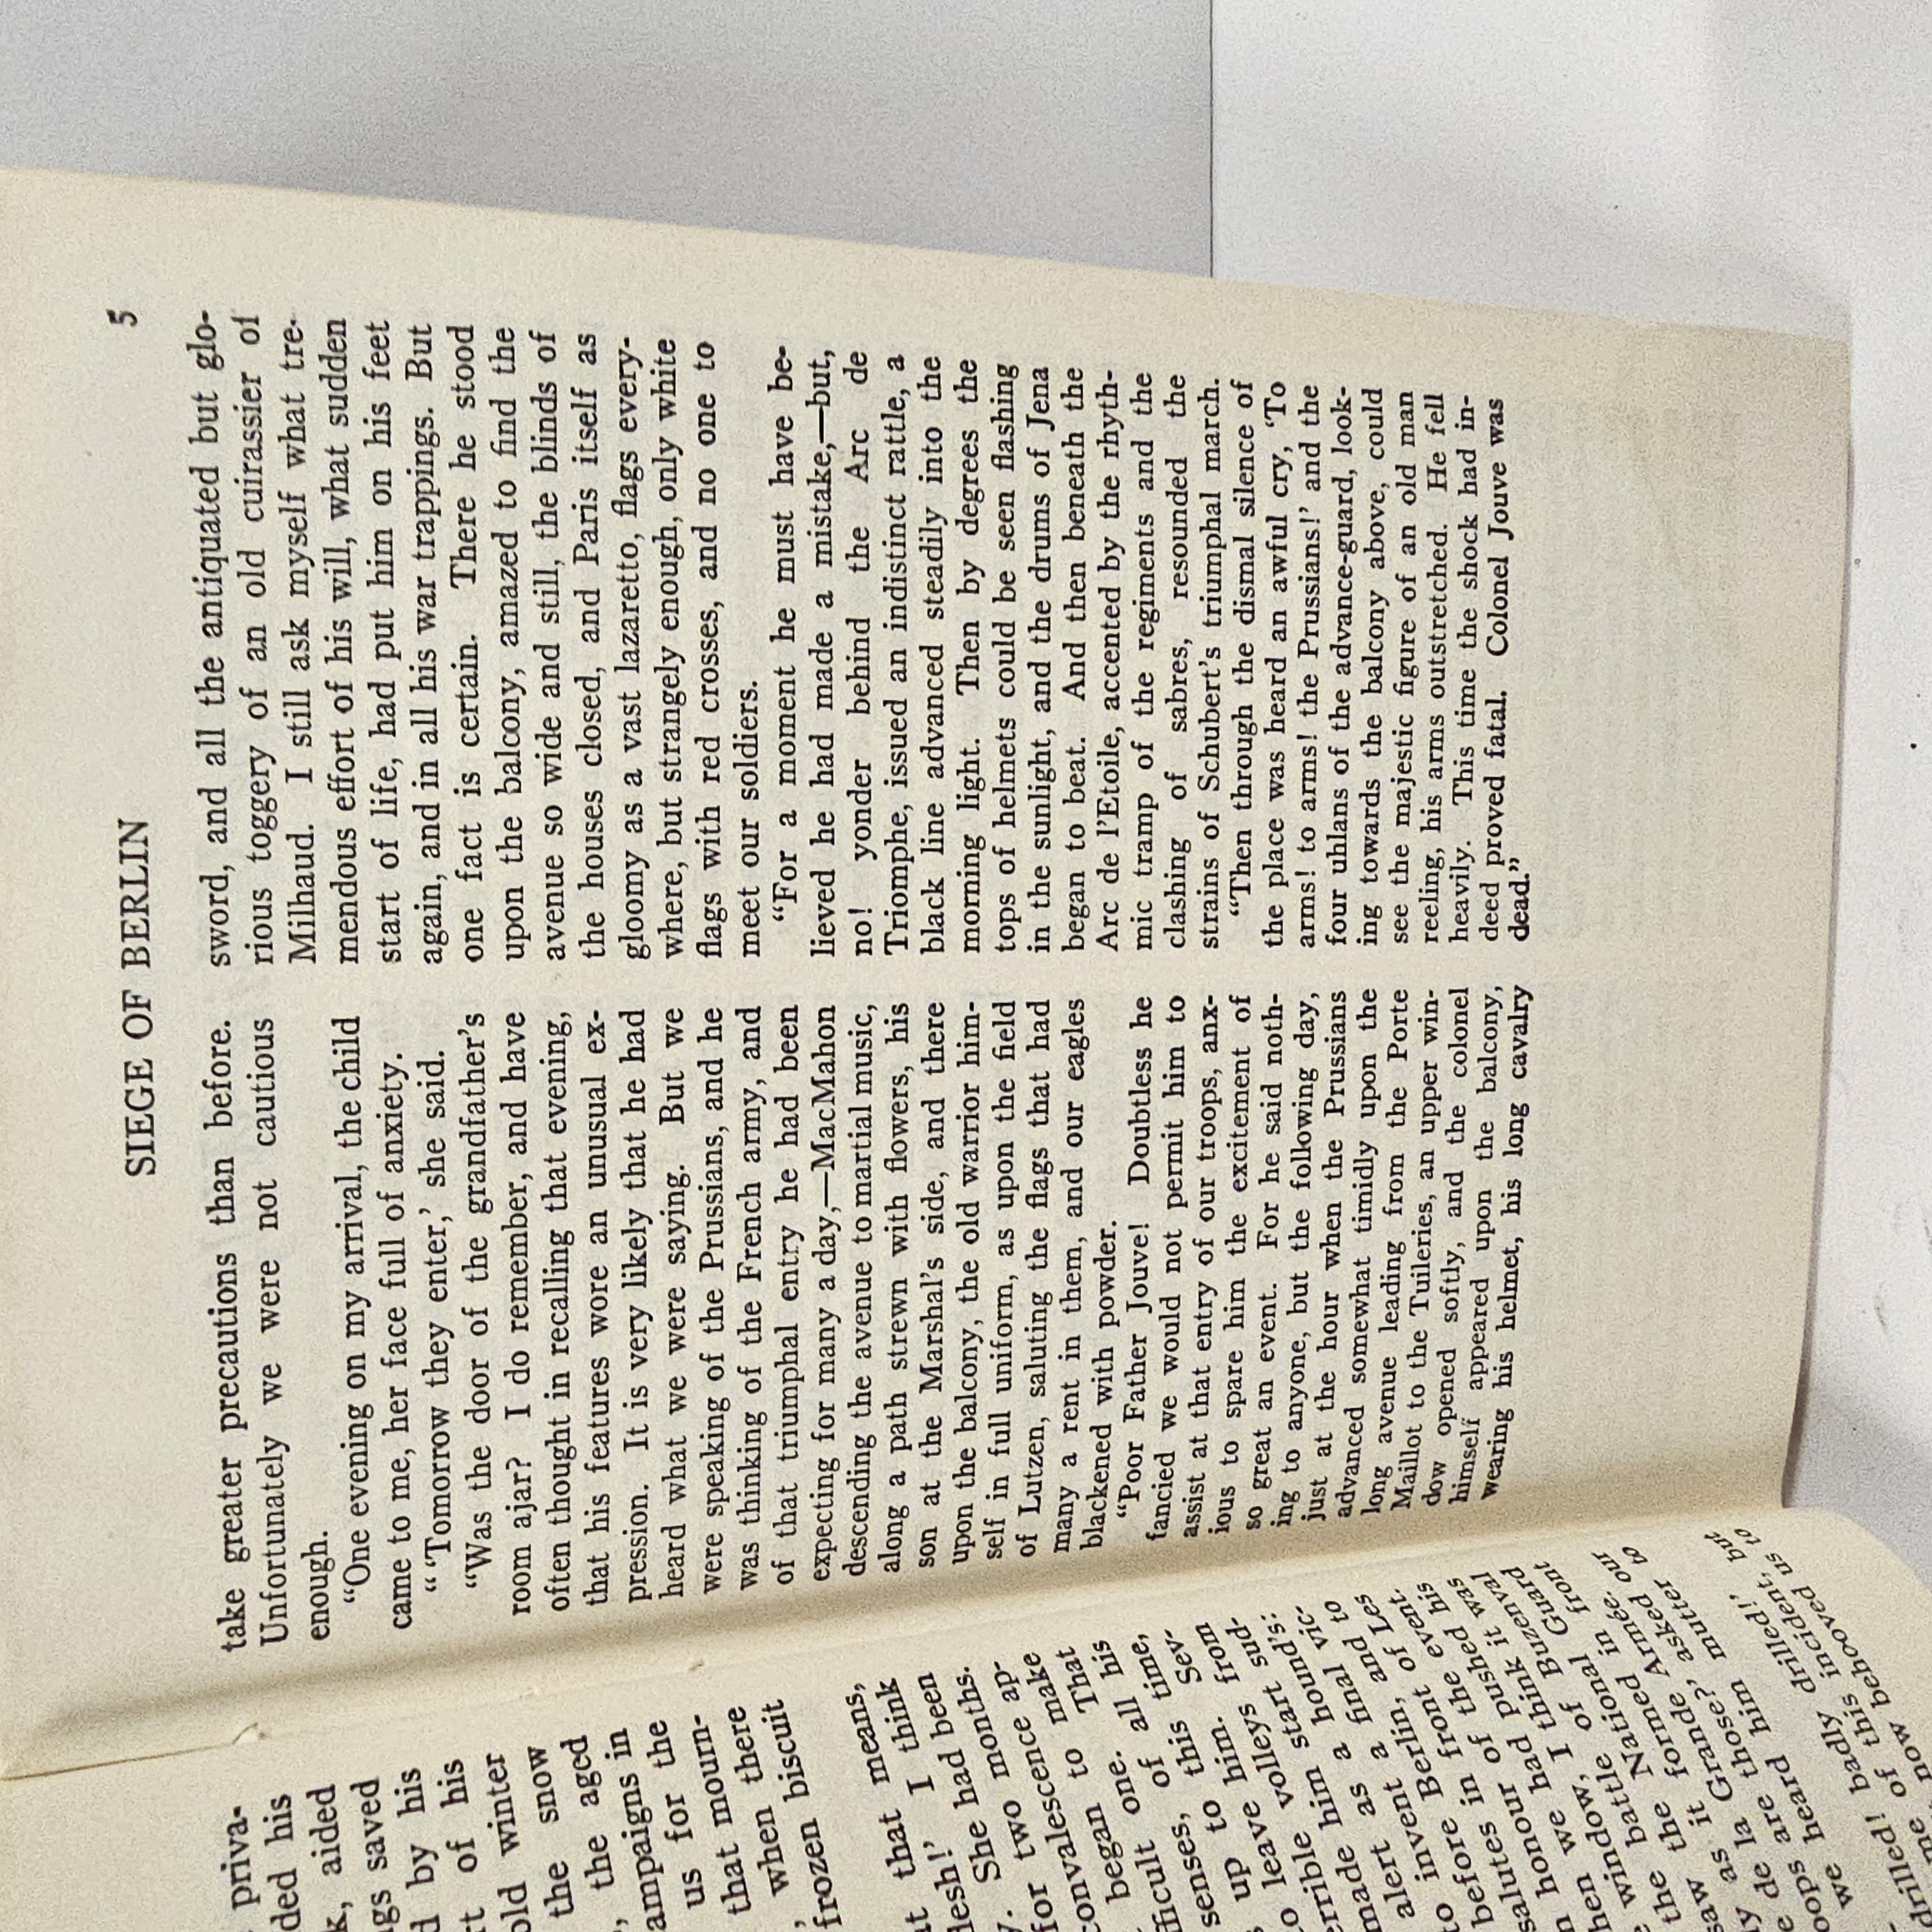 priva-
ded his
aided
saved
by his
of his
winter
the snow
the aged
in
us for the
that mourn-
when there
frozen biscuit
that means,
I think
She had been
for two months.
convalescence ap-
began to make
one. That
senses, of all his
up to this time,
to leave him. Sev-
volleys from
made him start sud-
alert as a hound's:
to invent a final vic-
before Berlin, and to
salutes in front of Les
honour of the event.
we had pushed his
window, I think it was
the battle of Buzenval
saw the National Guard
as it formed in front
de la Grande Armée.
are those?' asked our
we heard him mutter to
drilled! badly drilled!'
of this incident, but
now behooved us to
SIEGE OF BERLIN 5
take greater precautions than before.
Unfortunately we were not cautious
enough.
“One evening on my arrival, the child
came to me, her face full of anxiety.
“ ‘Tomorrow they enter,’ she said.
“Was the door of the grandfather’s
room ajar? I do remember, and have
often thought in recalling that evening,
that his features wore an unusual ex-
pression. It is very likely that he had
heard what we were saying. But we
were speaking of the Prussians, and he
was thinking of the French army, and
of that triumphal entry he had been
expecting for many a day,—MacMahon
descending the avenue to martial music,
along a path strewn with flowers, his
son at the Marshal’s side, and there
upon the balcony, the old warrior him-
self in full uniform, as upon the field
of Lutzen, saluting the flags that had
many a rent in them, and our eagles
blackened with powder.
“Poor Father Jouve! Doubtless he
fancied we would not permit him to
assist at that entry of our troops, anx-
ious to spare him the excitement of
so great an event. For he said noth-
ing to anyone, but the following day,
just at the hour when the Prussians
advanced somewhat timidly upon the
long avenue leading from the Porte
Maillot to the Tuileries, an upper win-
dow opened softly, and the colonel
himself appeared upon the balcony,
wearing his helmet, his long cavalry
sword, and all the antiquated but glo-
rious toggery of an old cuirassier of
Milhaud. I still ask myself what tre-
mendous effort of his will, what sudden
start of life, had put him on his feet
again, and in all his war trappings. But
one fact is certain. There he stood
upon the balcony, amazed to find the
avenue so wide and still, the blinds of
the houses closed, and Paris itself as
gloomy as a vast lazaretto, flags every-
where, but strangely enough, only white
flags with red crosses, and no one to
meet our soldiers.
“For a moment he must have be-
lieved he had made a mistake,—but,
no! yonder behind the Arc de
Triomphe, issued an indistinct rattle, a
black line advanced steadily into the
morning light. Then by degrees the
tops of helmets could be seen flashing
in the sunlight, and the drums of Jena
began to beat. And then beneath the
Arc de l’Etoile, accented by the rhyth-
mic tramp of the regiments and the
clashing of sabres, resounded the
strains of Schubert’s triumphal march.
“Then through the dismal silence of
the place was heard an awful cry, ‘To
arms! to arms! the Prussians!’ and the
four uhlans of the advance-guard, look-
ing towards the balcony above, could
see the majestic figure of an old man
reeling, his arms outstretched. He fell
heavily. This time the shock had in-
deed proved fatal. Colonel Jouve was
dead.”